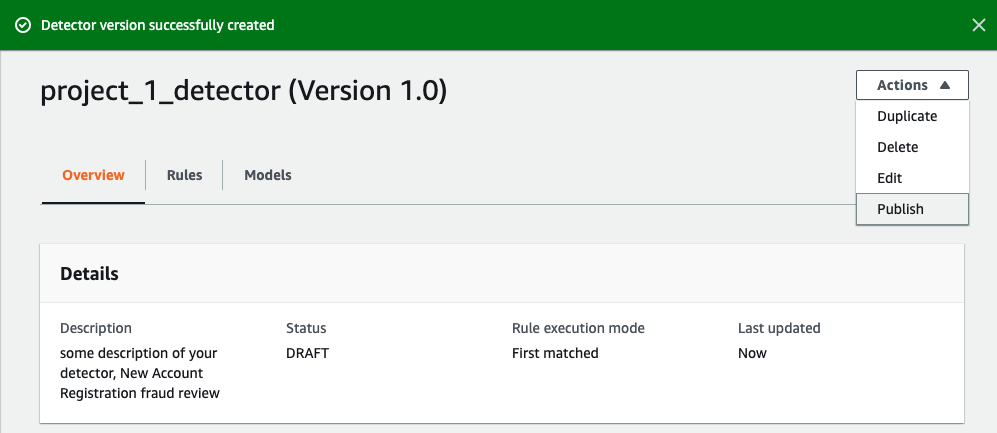 Detector version successfully created
project_1_detector (Version 1.0)
Actions
Duplicate
Delete
Edit
Publish
Overview
Rules
Models
Details
Description
some description of your
detector, New Account
Registration fraud review
Status
DRAFT
Rule execution mode
First matched
Last updated
Now